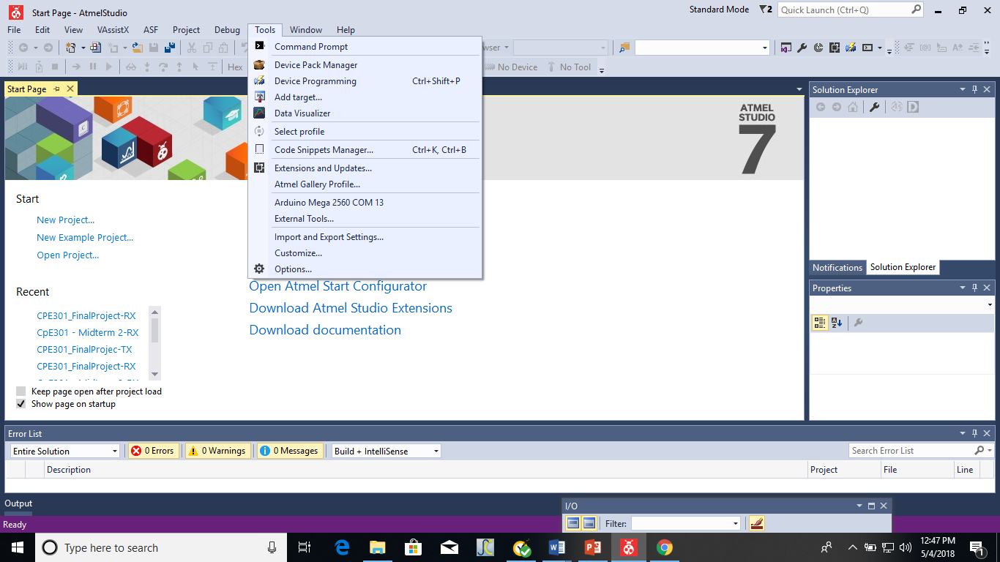 Start Page - AtmelStudio
Standard Mode
2
Quick Launch (Ctrl+Q)
File Edit View VAssistX ASF Project Debug Tools Window Help
wser
Hex
No Device
No Tool
Command Prompt
Device Pack Manager
Device Programming Ctrl+Shift+P
Add target...
Data Visualizer
Select profile
Code Snippets Manager... Ctrl+K, Ctrl+B
Extensions and Updates...
Atmel Gallery Profile...
Arduino Mega 2560 COM 13
External Tools...
Import and Export Settings...
Customize...
Options...
Start Page
ATMEL
STUDIO
7
Start
New Project...
New Example Project...
Open Project...
Recent
CPE301_FinalProject-RX
CpE301 - Midterm 2-RX
CPE301_FinalProjec-TX
CPE301_FinalProject-RX
Keep page open after project load
Show page on startup
Open Atmel Start Configurator
Download Atmel Studio Extensions
Download documentation
Solution Explorer
Notifications
Solution Explorer
Properties
Error List
Entire Solution
0 Errors
0 Warnings
0 Messages
Build + IntelliSense
Search Error List
Description Project File Line
Output
I/O
Filter:
Ready
Type here to search
12:47 PM
5/4/2018
1